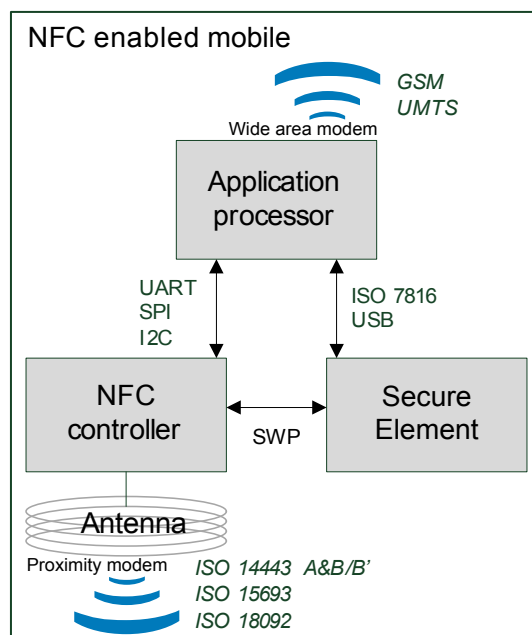 NFC enabled mobile
GSM
UMTS
Wide area modem
Application
processor
UART
SPI
I2C
ISO 7816
USB
NFC
controller
SWP
Secure
Element
Antenna
Proximity modem
ISO 14443 A&B/B'
ISO 15693
ISO 18092